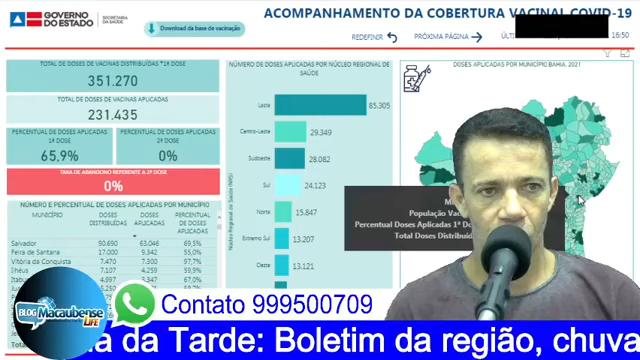 GOVERNO DO ESTADO
SECRETARIA DA SAÚDE
Download da base de vacinação
ACOMPANHAMENTO DA COBERTURA VACINAL COVID-19
REDEFINIR
PRÓXIMA PÁGINA
16:50
TOTAL DE DOSES DE VACINAS DISTRIBUÍDAS *1ª DOSE
351.270
TOTAL DE DOSES DE VACINAS APLICADAS
231.435
PERCENTUAL DE DOSES APLICADAS 1ª DOSE
65,9%
PERCENTUAL DE DOSES APLICADAS 2ª DOSE
0%
TAXA DE ABANDONO REFERENTE A 2ª DOSE
0%
NÚMERO E PERCENTUAL DE DOSES APLICADAS POR MUNICÍPIO
MUNICÍPIO DOSES DISTRIBUÍDAS DOSES APLICADAS PERCENTUAL DE DOSES APLICADAS
Salvador 90.690 63.046 69,5%
Feira de Santana 17.000 9.342 55,0%
Vitória da Conquista 7.470 7.300 97,7%
Ilhéus 7.107 4.259 59,9%
NÚMERO DE DOSES APLICADAS POR NÚCLEO REGIONAL DE SAÚDE
Núcleo Regional de Saúde (NRS)
Leste 85.305
Centro-Leste 29.349
Sudoeste 28.082
Sul 24.123
Norte 15.847
Extremo Sul 13.207
Oeste 13.121
DOSES APLICADAS POR MUNICÍPIO BAHIA, 2021
População Vac
Percentual Doses Aplicadas 1ª D
Total Doses Distribuíd
BLOG
Macaubense
LIFE
Contato 999500709
da Tarde: Boletim da região, chuva